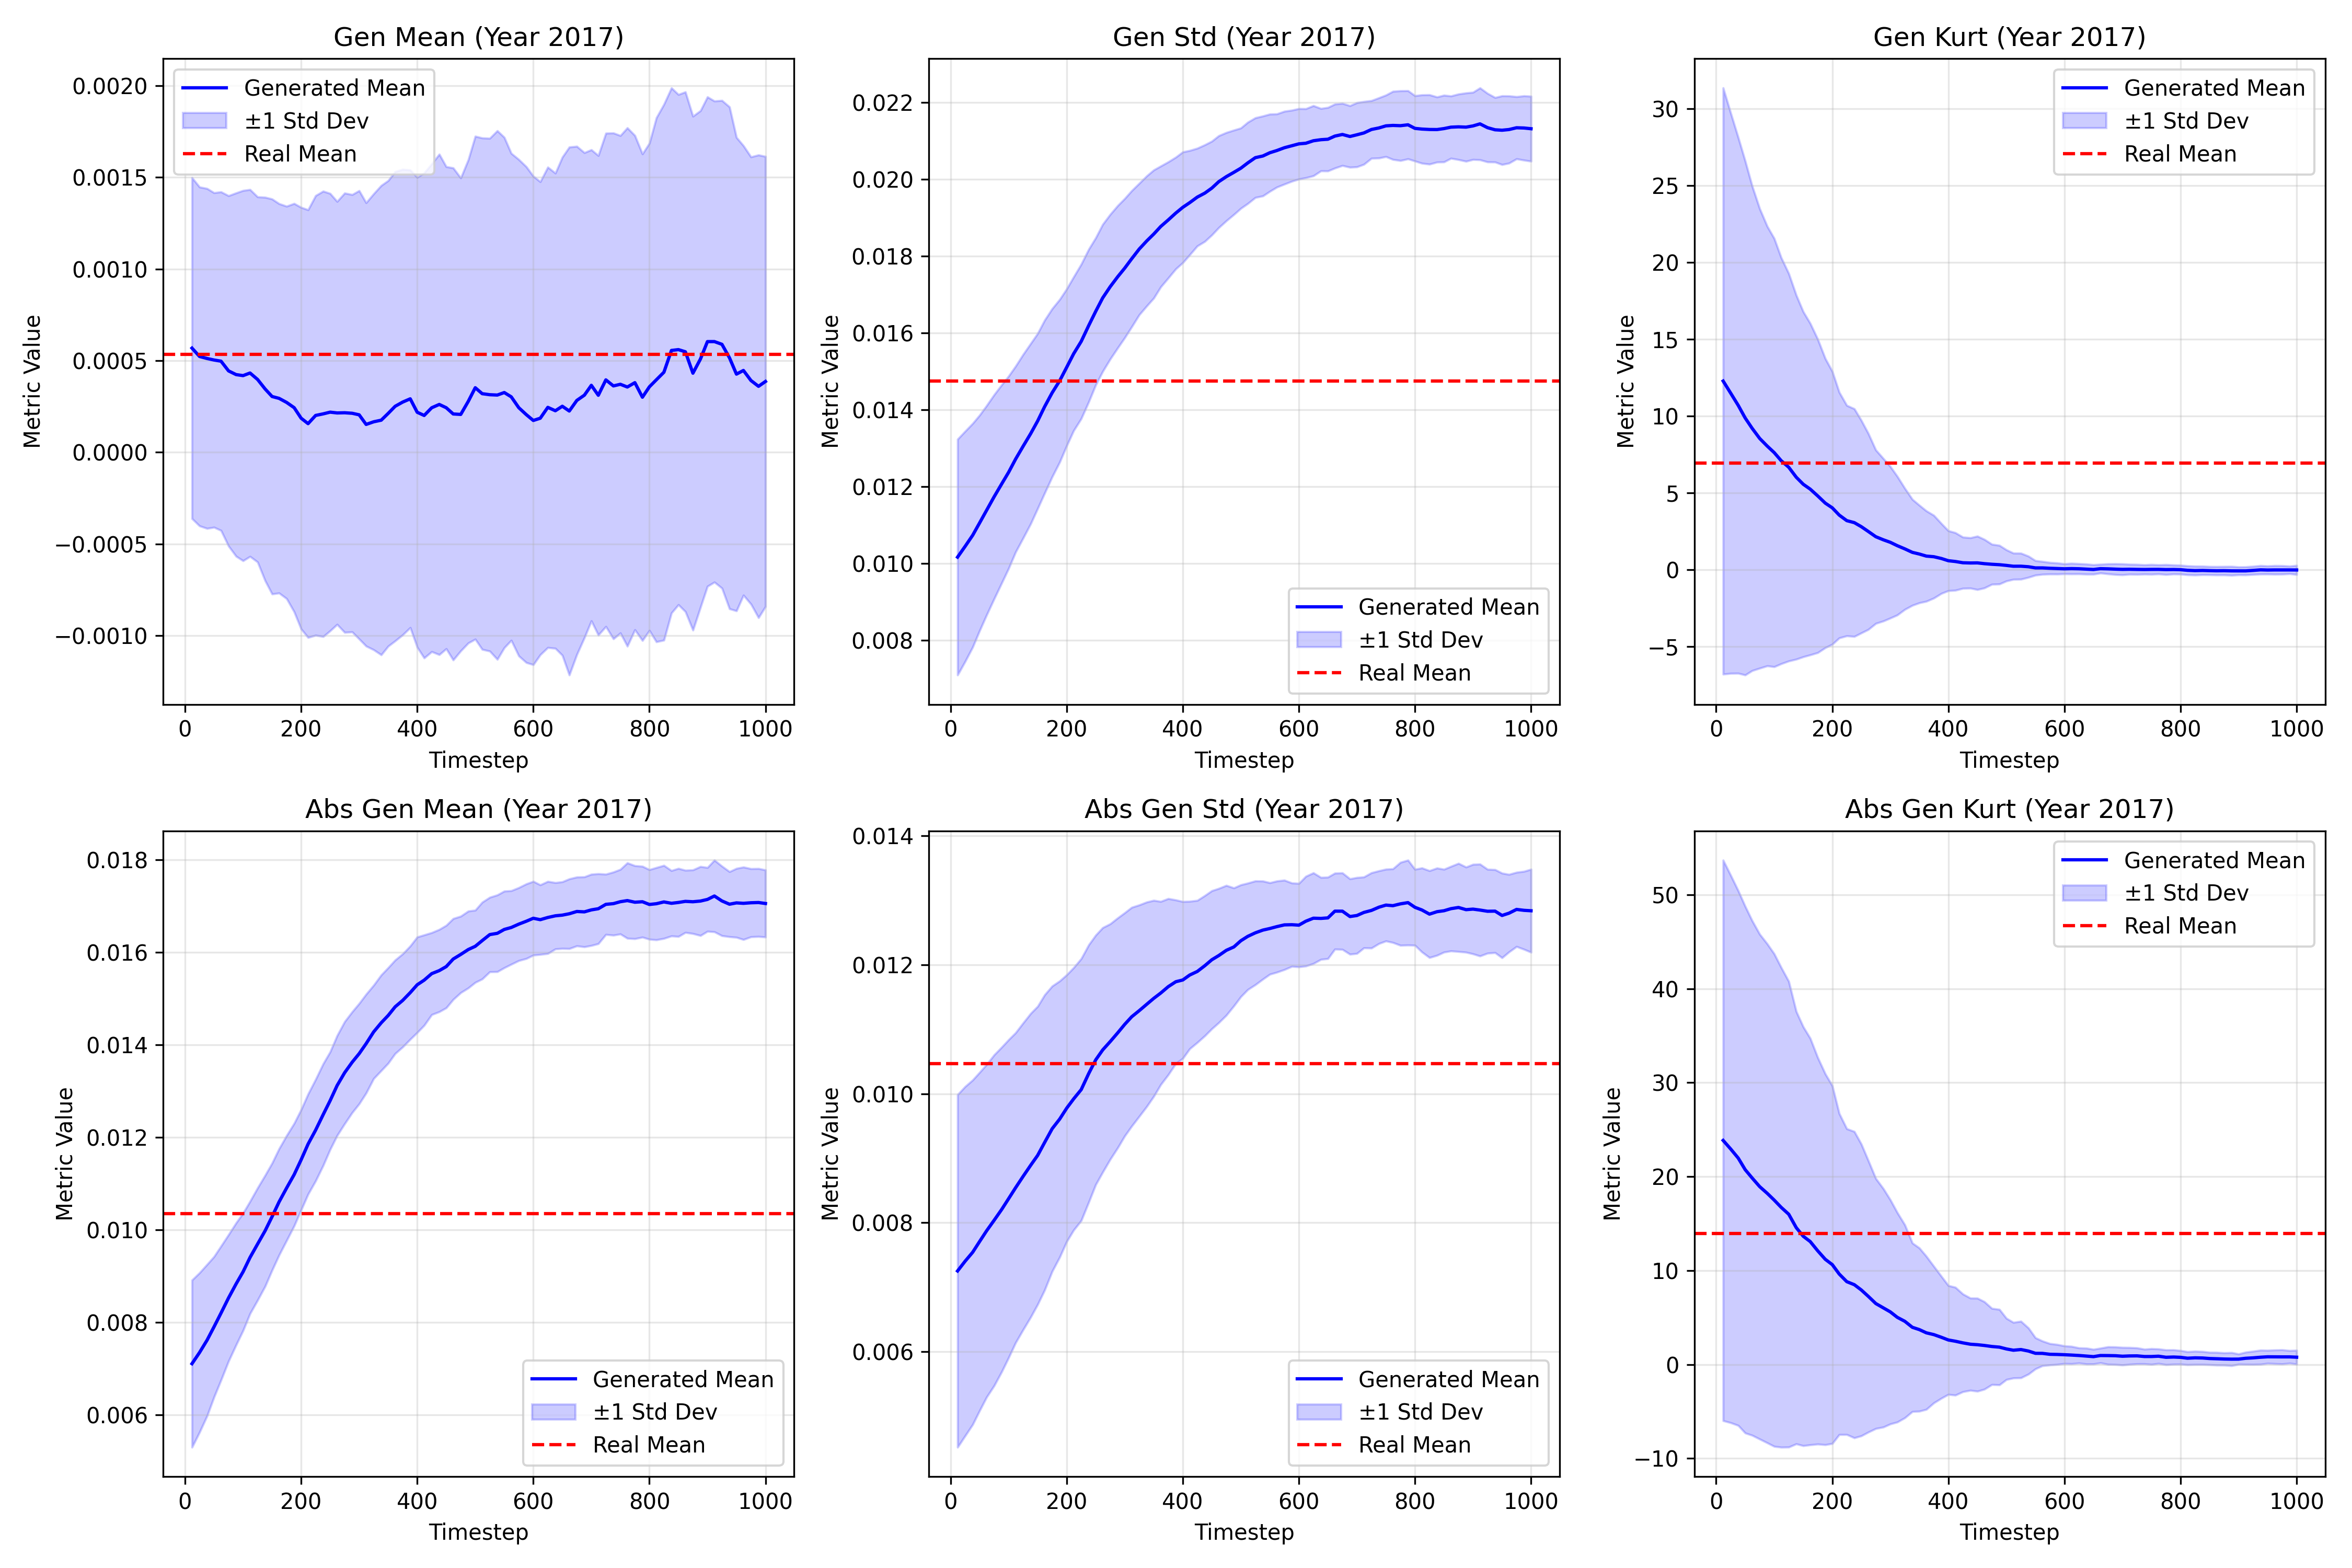 Gen Mean (Year 2017)
Metric Value
0.0020
0.0015
0.0010
0.0005
0.0000
−0.0005
−0.0010
Generated Mean
±1 Std Dev
Real Mean
0 200 400 600 800 1000
Timestep
Gen Std (Year 2017)
Metric Value
0.022
0.020
0.018
0.016
0.014
0.012
0.010
0.008
Generated Mean
±1 Std Dev
Real Mean
0 200 400 600 800 1000
Timestep
Gen Kurt (Year 2017)
Metric Value
30
25
20
15
10
5
0
−5
Generated Mean
±1 Std Dev
Real Mean
0 200 400 600 800 1000
Timestep
Abs Gen Mean (Year 2017)
Metric Value
0.018
0.016
0.014
0.012
0.010
0.008
0.006
Generated Mean
±1 Std Dev
Real Mean
0 200 400 600 800 1000
Timestep
Abs Gen Std (Year 2017)
Metric Value
0.014
0.012
0.010
0.008
0.006
Generated Mean
±1 Std Dev
Real Mean
0 200 400 600 800 1000
Timestep
Abs Gen Kurt (Year 2017)
Metric Value
50
40
30
20
10
0
−10
Generated Mean
±1 Std Dev
Real Mean
0 200 400 600 800 1000
Timestep